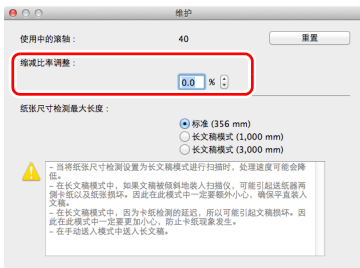 维护
使用中的滚轴： 40 重置
缩减比率调整：
0.0 %
纸张尺寸检测最大长度：
标准 (356 mm)
长文稿模式 (1,000 mm)
长文稿模式 (3,000 mm)
- 当将纸张尺寸检测设置为长文稿模式进行扫描时，处理速度可能会降
低。
- 在长文稿模式中，如果文稿被倾斜地装入扫描仪，可能引起送纸器两
侧卡纸以及纸张损坏。因此在此模式中一定要额外小心，确保平直装入
文稿。
- 在长文稿模式中，因为卡纸检测的延迟，所以可能引起文稿损坏。因
此在此模式中一定要更加小心，防止卡纸现象发生。
- 在手动送入模式中送入长文稿。